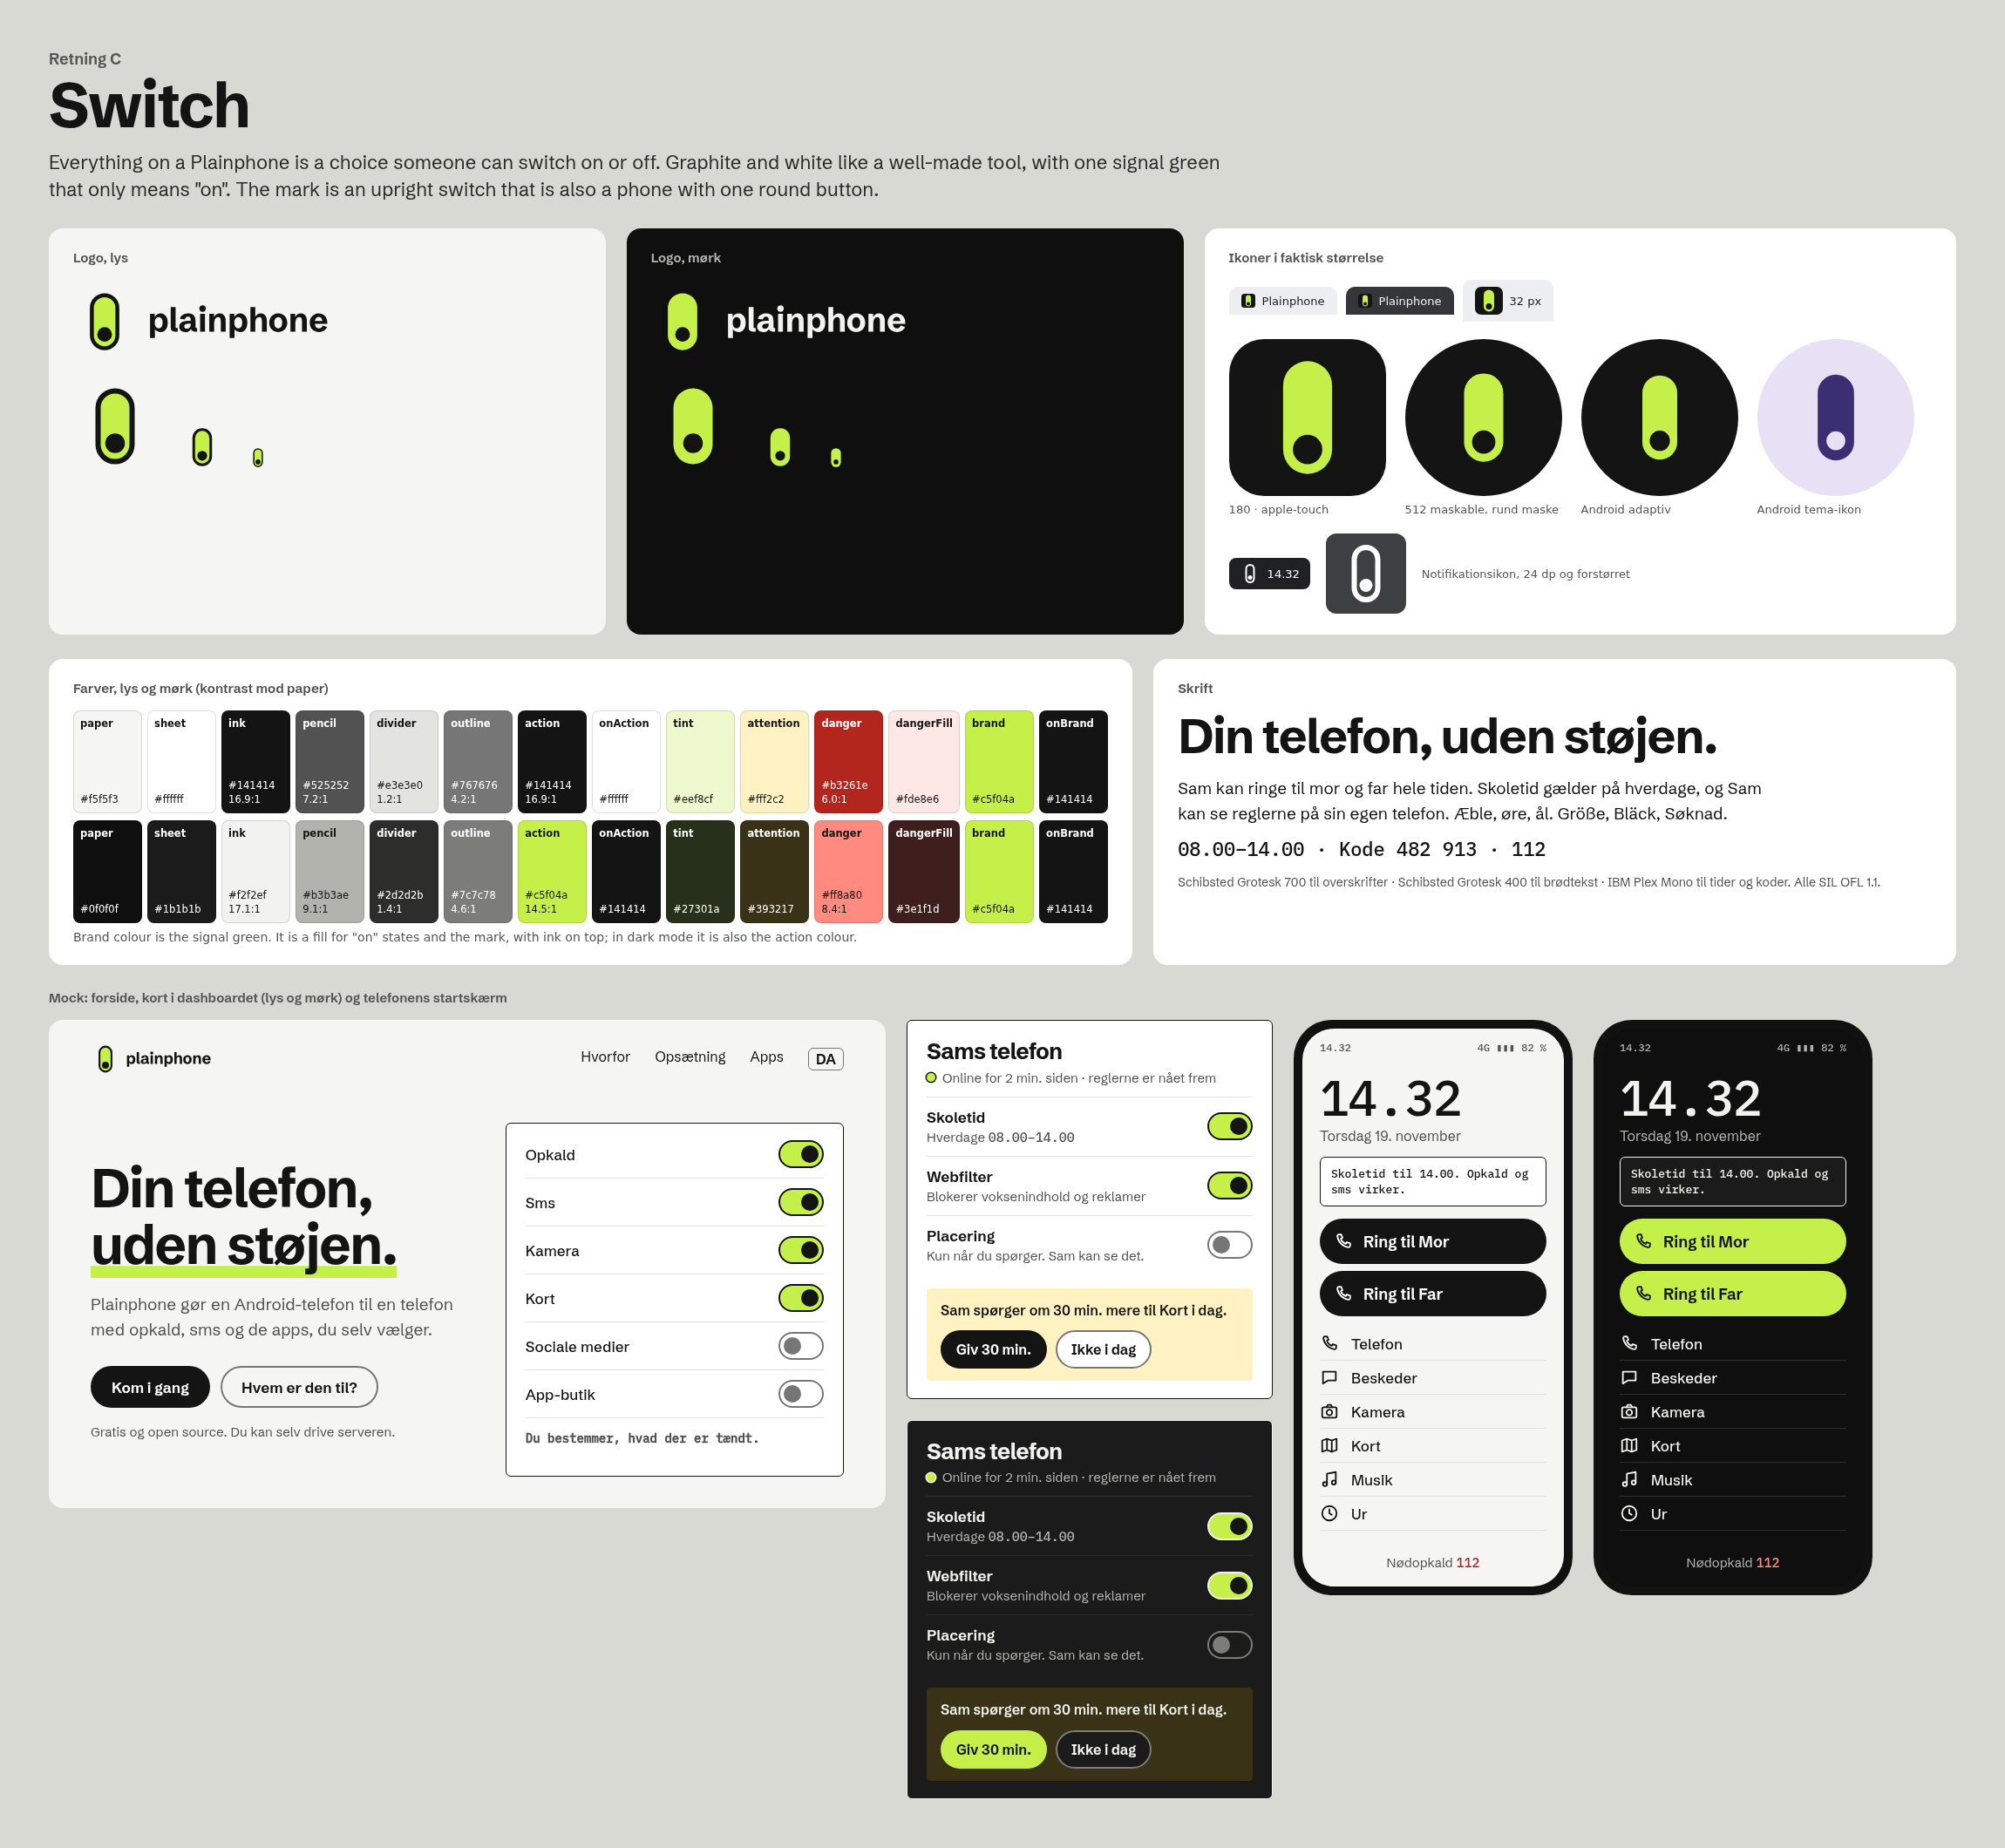 Retning C
Switch
Everything on a Plainphone is a choice someone can switch on or off. Graphite and white like a well-made tool, with one signal green
that only means "on". The mark is an upright switch that is also a phone with one round button.
Logo, lys
plainphone
Logo, mørk
plainphone
Ikoner i faktisk størrelse
Plainphone
Plainphone
32 px
180 · apple-touch
512 maskable, rund maske
Android adaptiv
Android tema-ikon
14.32
Notifikationsikon, 24 dp og forstørret
Farver, lys og mørk (kontrast mod paper)
paper
#f5f5f3
sheet
#ffffff
ink
#141414
16.9:1
pencil
#525252
7.2:1
divider
#e3e3e0
1.2:1
outline
#767676
4.2:1
action
#141414
16.9:1
onAction
#ffffff
tint
#eef8cf
attention
#fff2c2
danger
#b3261e
6.0:1
dangerFill
#fde8e6
brand
#c5f04a
onBrand
#141414
paper
#0f0f0f
sheet
#1b1b1b
ink
#f2f2ef
17.1:1
pencil
#b3b3ae
9.1:1
divider
#2d2d2b
1.4:1
outline
#7c7c78
4.6:1
action
#c5f04a
14.5:1
onAction
#141414
tint
#27301a
attention
#393217
danger
#ff8a80
8.4:1
dangerFill
#3e1f1d
brand
#c5f04a
onBrand
#141414
Brand colour is the signal green. It is a fill for "on" states and the mark, with ink on top; in dark mode it is also the action colour.
Skrift
Din telefon, uden støjen.
Sam kan ringe til mor og far hele tiden. Skoletid gælder på hverdage, og Sam
kan se reglerne på sin egen telefon. Æble, øre, ål. Größe, Bläck, Søknad.
08.00–14.00 · Kode 482 913 · 112
Schibsted Grotesk 700 til overskrifter · Schibsted Grotesk 400 til brødtekst · IBM Plex Mono til tider og koder. Alle SIL OFL 1.1.
Mock: forside, kort i dashboardet (lys og mørk) og telefonens startskærm
plainphone
Hvorfor
Opsætning
Apps
DA
Din telefon,
uden støjen.
Plainphone gør en Android-telefon til en telefon
med opkald, sms og de apps, du selv vælger.
Kom i gang
Hvem er den til?
Gratis og open source. Du kan selv drive serveren.
Opkald
Sms
Kamera
Kort
Sociale medier
App-butik
Du bestemmer, hvad der er tændt.
Sams telefon
Online for 2 min. siden · reglerne er nået frem
Skoletid
Hverdage 08.00–14.00
Webfilter
Blokerer voksenindhold og reklamer
Placering
Kun når du spørger. Sam kan se det.
Sam spørger om 30 min. mere til Kort i dag.
Giv 30 min.
Ikke i dag
Sams telefon
Online for 2 min. siden · reglerne er nået frem
Skoletid
Hverdage 08.00–14.00
Webfilter
Blokerer voksenindhold og reklamer
Placering
Kun når du spørger. Sam kan se det.
Sam spørger om 30 min. mere til Kort i dag.
Giv 30 min.
Ikke i dag
14.32
4G ▮▮▮ 82 %
14.32
Torsdag 19. november
Skoletid til 14.00. Opkald og
sms virker.
Ring til Mor
Ring til Far
Telefon
Beskeder
Kamera
Kort
Musik
Ur
Nødopkald 112
14.32
4G ▮▮▮ 82 %
14.32
Torsdag 19. november
Skoletid til 14.00. Opkald og
sms virker.
Ring til Mor
Ring til Far
Telefon
Beskeder
Kamera
Kort
Musik
Ur
Nødopkald 112